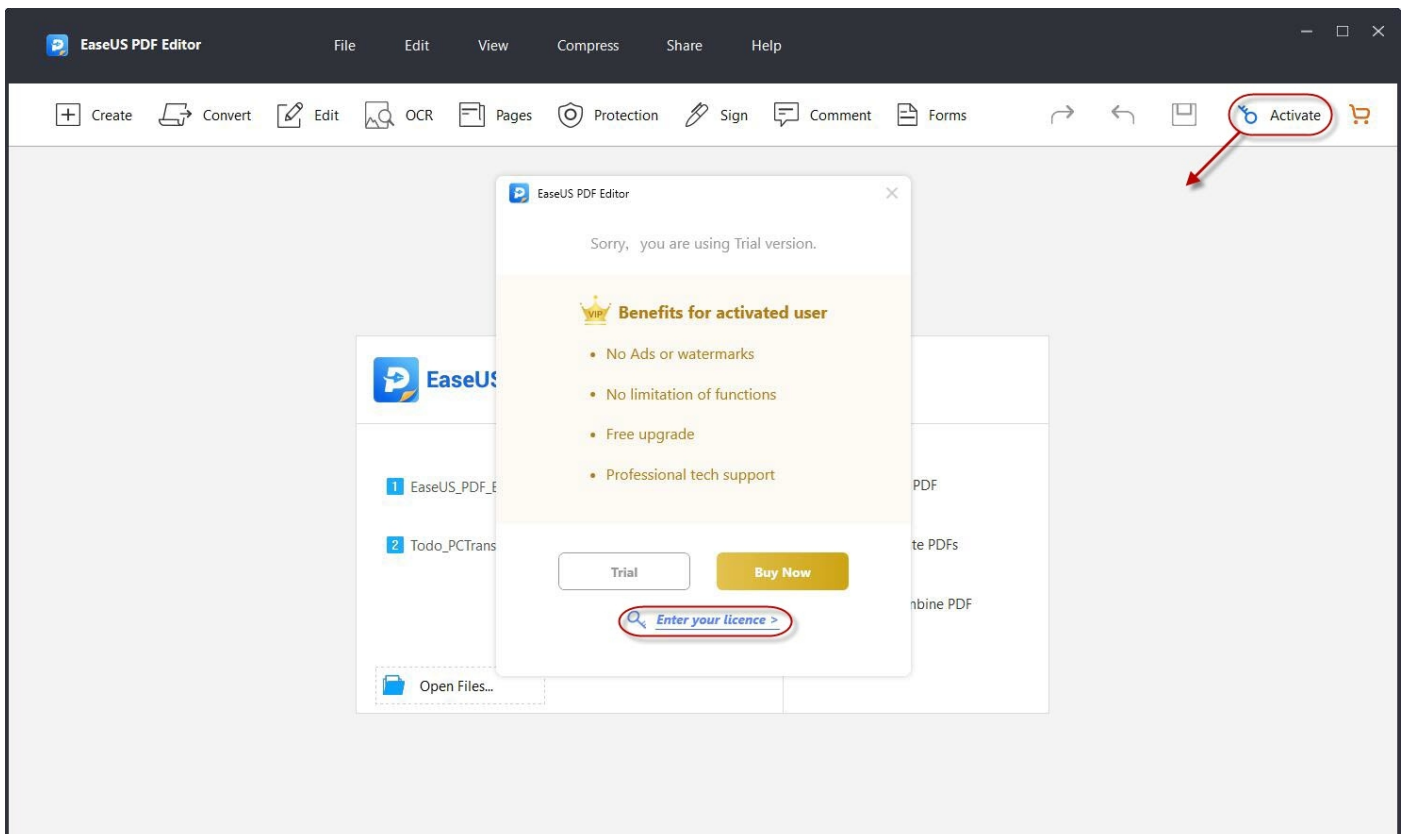 EaseUS PDF Editor File Edit View Compress Share Help
Create Convert Edit OCR Pages Protection Sign Comment Forms Activate
EaseUS PDF Editor
Sorry, you are using Trial version.
VIP Benefits for activated user
• No Ads or watermarks
• No limitation of functions
• Free upgrade
• Professional tech support
Trial Buy Now
Enter your licence >
EaseUS
1 EaseUS_PDF_E
2 Todo_PCTrans
Open Files...
PDF
te PDFs
nbine PDF